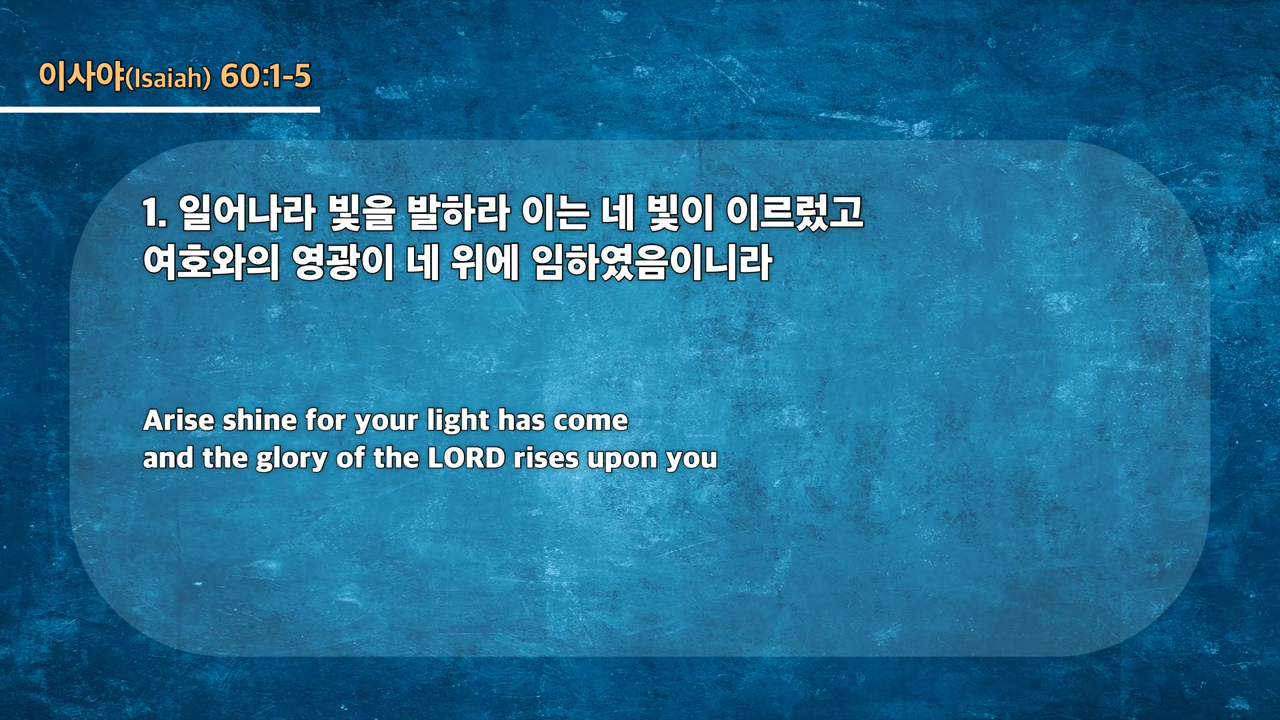 이사야(Isaiah) 60:1-5
1. 일어나라 빛을 발하라 이는 네 빛이 이르렀고
여호와의 영광이 네 위에 임하였음이니라
Arise shine for your light has come
and the glory of the LORD rises upon you